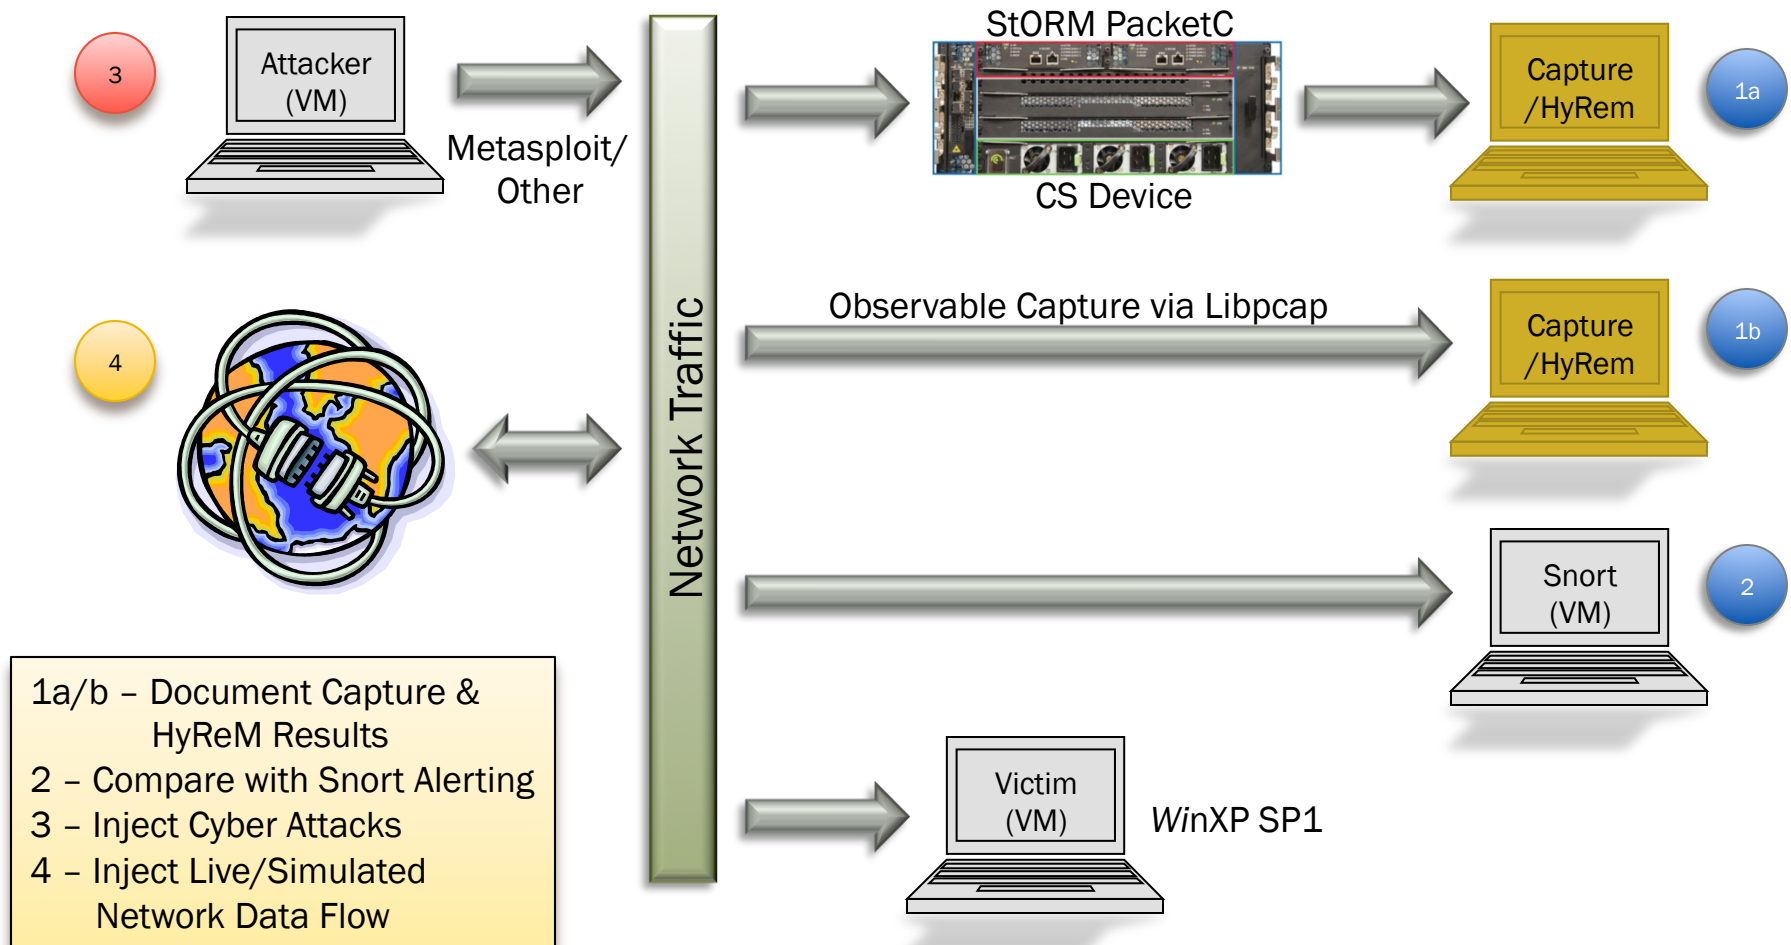 3
Attacker
(VM)
Metasploit/
Other
StORM PacketC
CS Device
Capture
/HyRem
1a
4
Network Traffic
Observable Capture via Libpcap
Capture
/HyRem
1b
Snort
(VM)
2
1a/b – Document Capture &
HyReM Results
2 – Compare with Snort Alerting
3 – Inject Cyber Attacks
4 – Inject Live/Simulated
Network Data Flow
Victim
(VM)
WinXP SP1